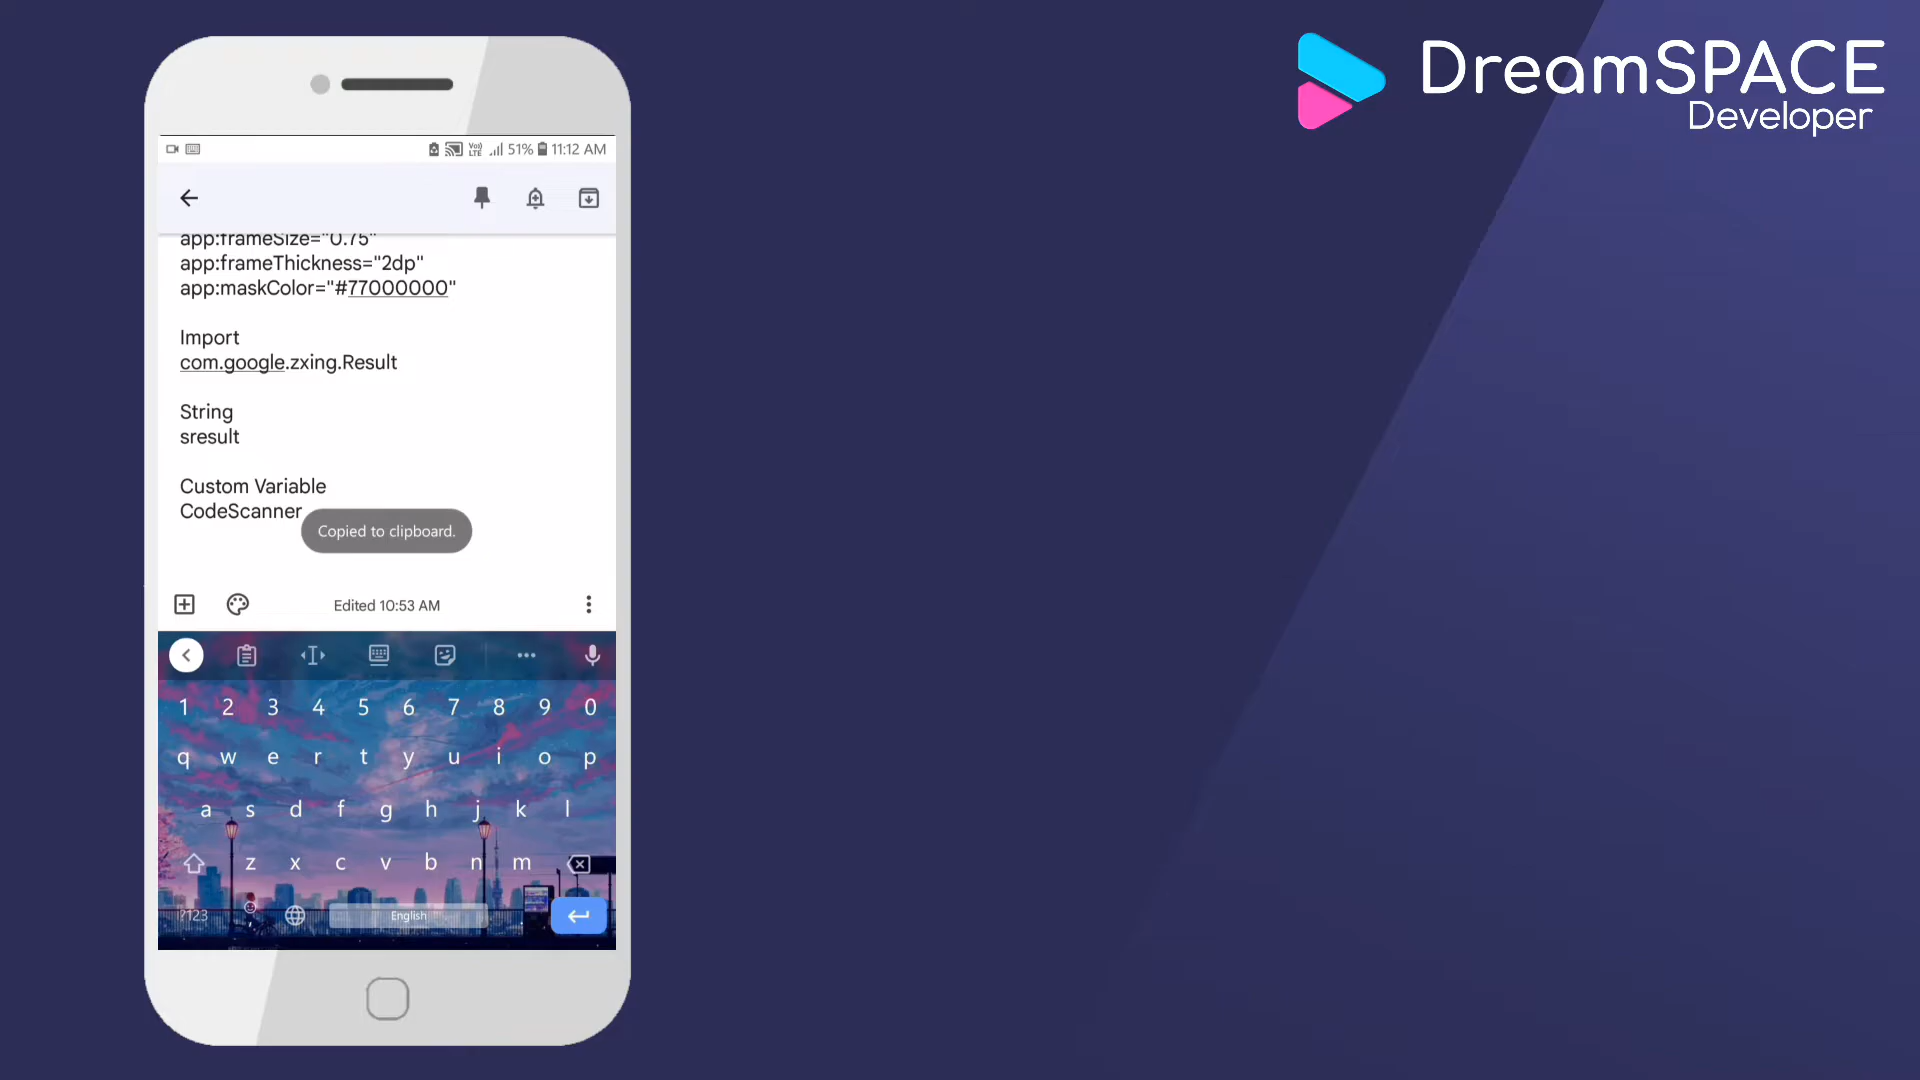 DreamSPACE
Developer
Vo))
LTE
51%
11:12 AM
app:frameSize="0.75"
app:frameThickness="2dp"
app:maskColor="#77000000"
Import
com.google.zxing.Result
String
sresult
Custom Variable
CodeScanner
Copied to clipboard.
Edited 10:53 AM
1 2 3 4 5 6 7 8 9 0
q w e r t y u i o p
a s d f g h j k l
z x c v b n m
?123
English
.